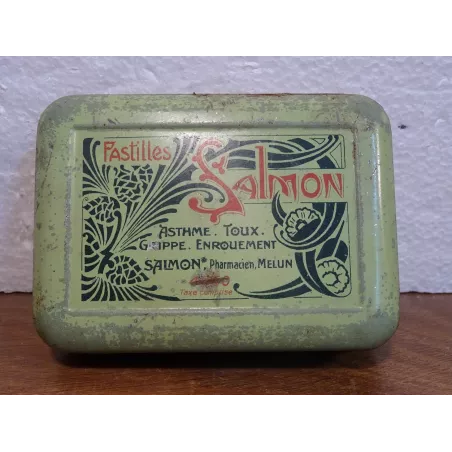 Pastilles
Salmon
Asthme. Toux.
Grippe. Enrouement
Salmon, Pharmacien, Melun